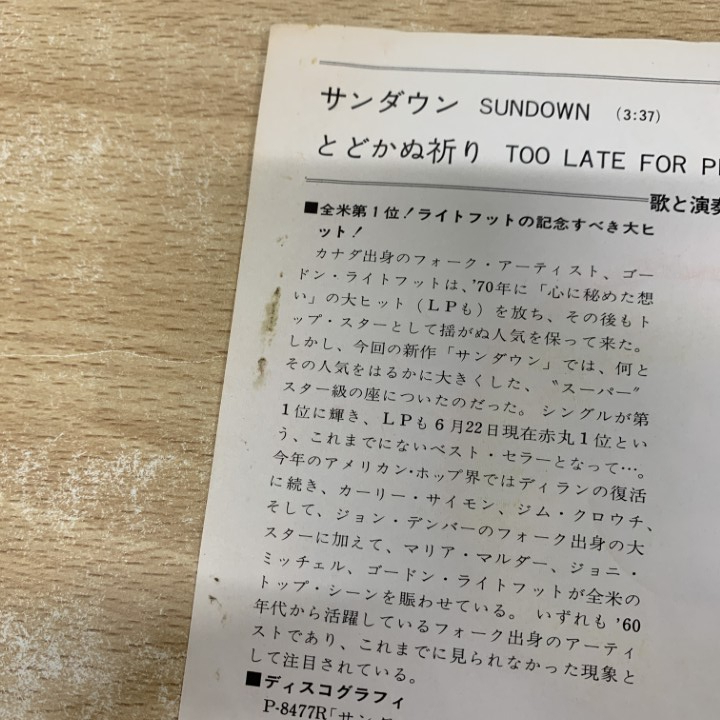 サンダウン SUNDOWN (3:37)
とどかぬ祈り TOO LATE FOR
歌と演奏
■全米第1位!ライトフットの記念すべき大ヒ
ット!
カナダ出身のフォーク・アーティスト、ゴー
ドン・ライトフットは、'70年に「心に秘めた想
い」の大ヒット(LPも)を放ち、その後もト
ップ・スターとして揺がぬ人気を保って来た。
しかし、今回の新作「サンダウン」では、何と
その人気をはるかに大きくした、〝スーパー〟
スター級の座についたのだった。シングルが第
1位に輝き、LPも6月22日現在赤丸1位とい
う、これまでにないベスト・セラーとなって…。
今年のアメリカン・ホップ界ではディランの復活
に続き、カーリー・サイモン、ジム・クロウチ、
そして、ジョン・デンバーのフォーク出身の大
スターに加えて、マリア・マルダー、ジョニ・
ミッチェル、ゴードン・ライトフットが全米の
トップ・シーンを賑わせている。いずれも'60
年代から活躍しているフォーク出身のアーティ
ストであり、これまでに見られなかった現象と
して注目されている。
■ディスコグラフィ
P-8477R「サンダ